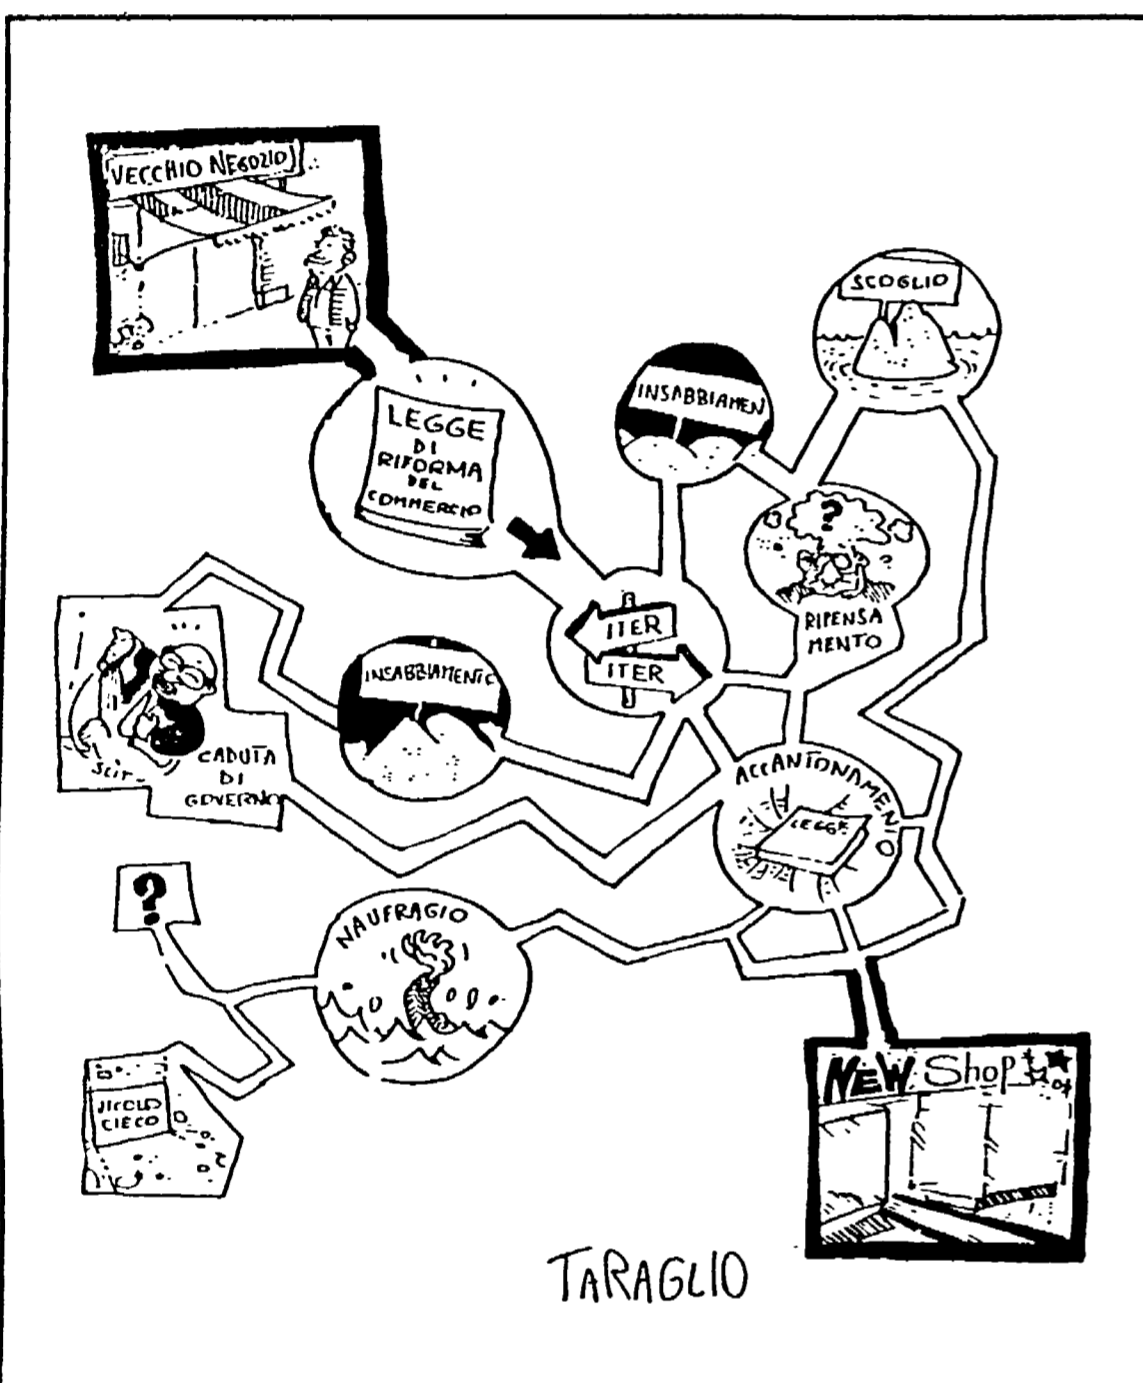 VECCHIO NEGOZIO
LEGGE
DI
RIFORMA
DEL
COMMERCIO
SCOGLIO
INSABBIAMEN
?
?
RIPENSA
MENTO
ITER
ITER
INSABBIAMENTO
SCIT
CADUTA
DI
GOVERNO
ACCANTONAMENTO
LEGGE
?
NAUFRAGIO
VICOLO
CIECO
NEW Shop
TARAGLIO